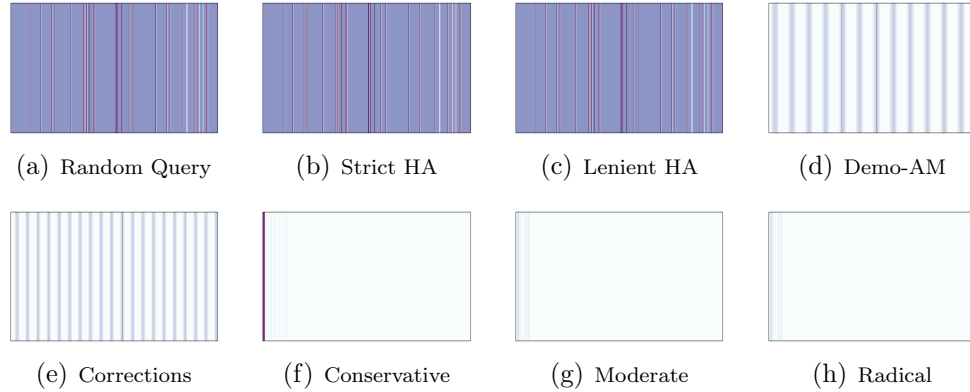 (a) Random Query (b) Strict HA (c) Lenient HA (d) Demo-AM
(e) Corrections (f) Conservative (g) Moderate (h) Radical